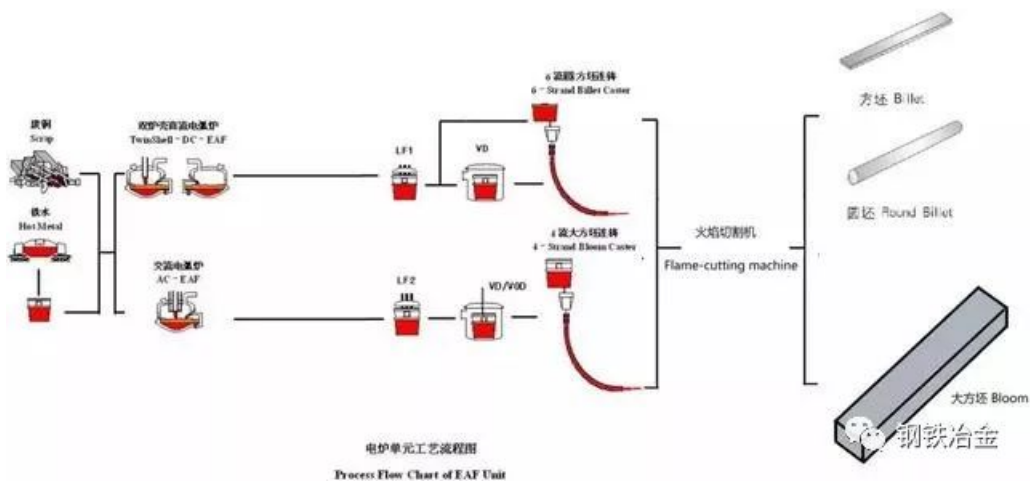 废钢
Scrap
铁水
Hot Metal
双炉壳直流电弧炉
TwinShell-DC-EAF
交流电弧炉
AC-EAF
LF1
VD
LF2
VD/VOD
6 流圆方坯连铸
6-Strand Billet Caster
4 流大方坯连铸
4-Strand Bloom Caster
火焰切割机
Flame-cutting machine
方坯 Billet
圆坯 Round Billet
大方坯 Bloom
钢铁冶金
电炉单元工艺流程图
Process Flow Chart of EAF Unit